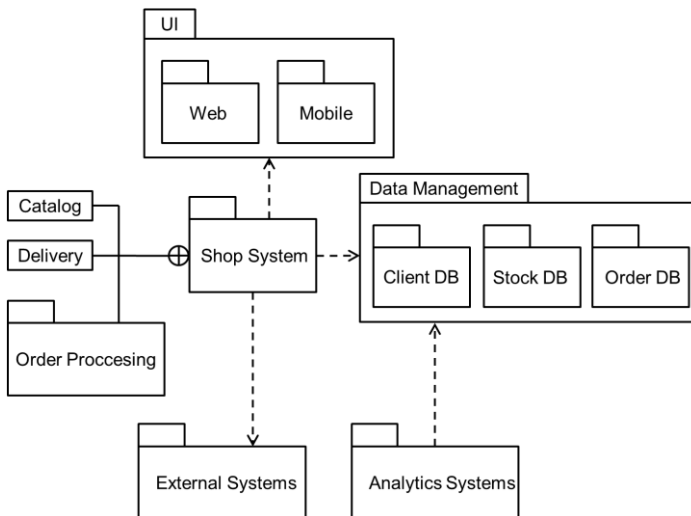 UI
Web
Mobile
Catalog
Delivery
Shop System
Data Management
Client DB
Stock DB
Order DB
Order Proccesing
External Systems
Analytics Systems